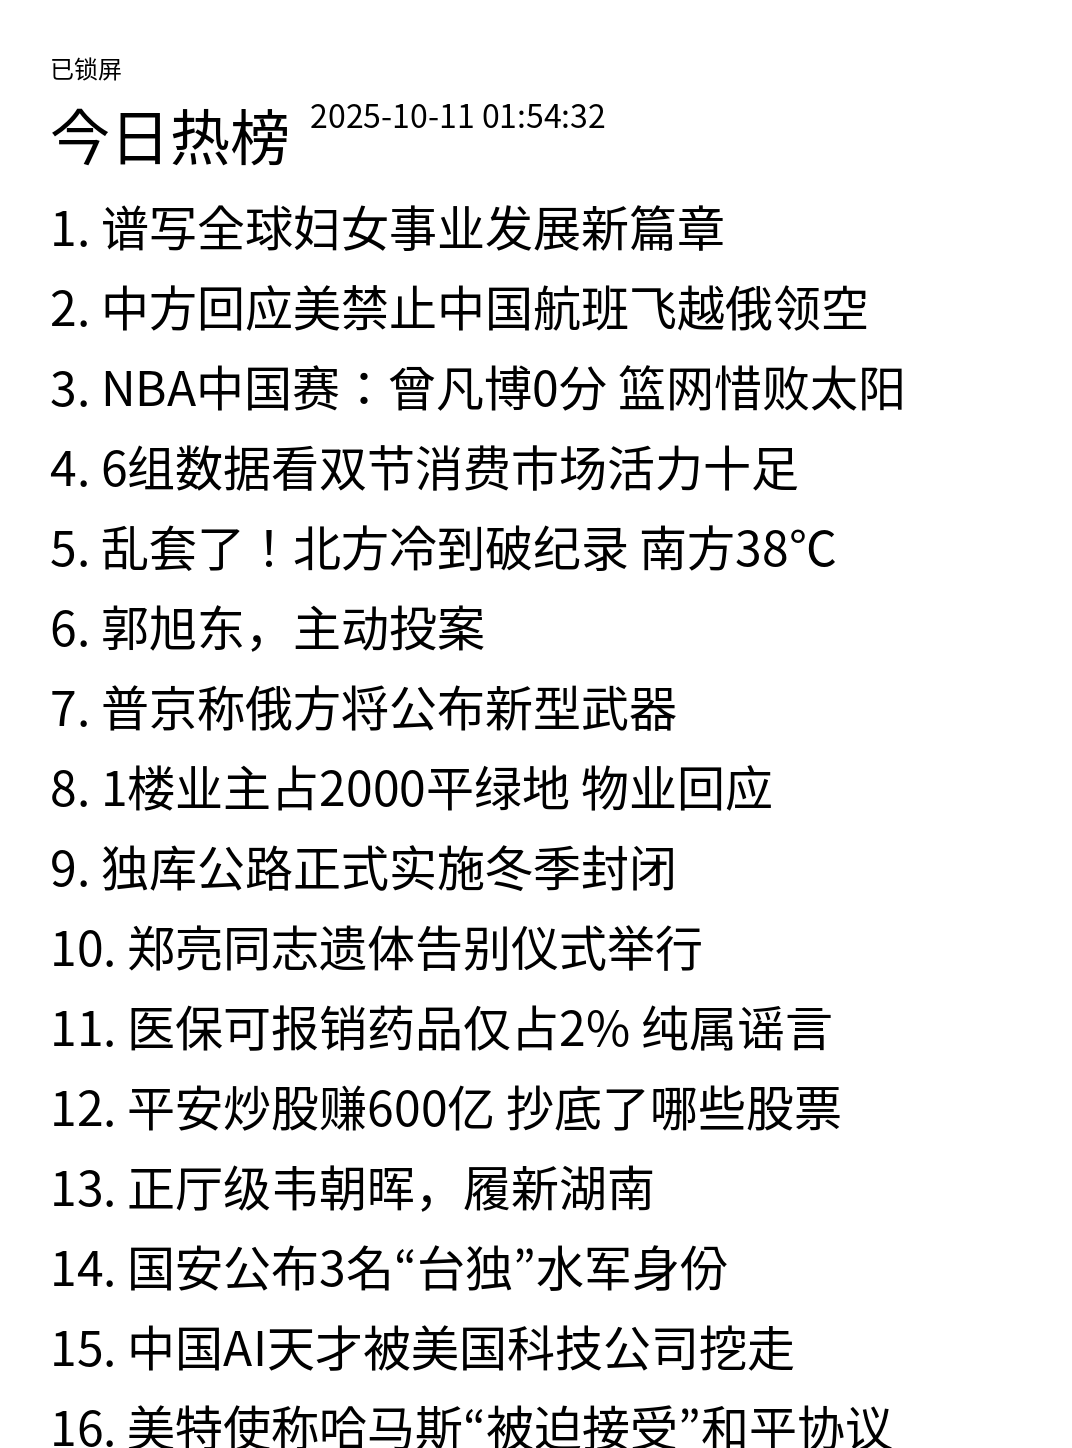 已锁屏
今日热榜 2025-10-11 01:54:32
1. 谱写全球妇女事业发展新篇章
2. 中方回应美禁止中国航班飞越俄领空
3. NBA中国赛：曾凡博0分 篮网惜败太阳
4. 6组数据看双节消费市场活力十足
5. 乱套了！北方冷到破纪录 南方38℃
6. 郭旭东，主动投案
7. 普京称俄方将公布新型武器
8. 1楼业主占2000平绿地 物业回应
9. 独库公路正式实施冬季封闭
10. 郑亮同志遗体告别仪式举行
11. 医保可报销药品仅占2% 纯属谣言
12. 平安炒股赚600亿 抄底了哪些股票
13. 正厅级韦朝晖，履新湖南
14. 国安公布3名“台独”水军身份
15. 中国AI天才被美国科技公司挖走
16. 美特使称哈马斯“被迫接受”和平协议